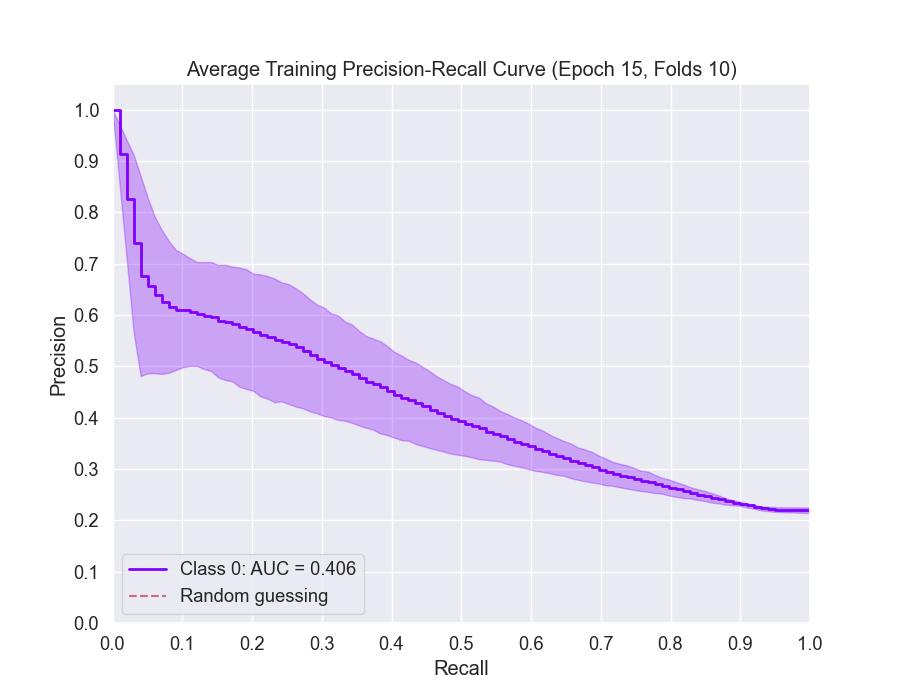 Average Training Precision-Recall Curve (Epoch 15, Folds 10)
1.0
0.9
0.8
0.7
0.6
0.5
0.4
0.3
0.2
0.1
0.0
Precision
Class 0: AUC = 0.406
Random guessing
0.0 0.1 0.2 0.3 0.4 0.5 0.6 0.7 0.8 0.9 1.0
Recall